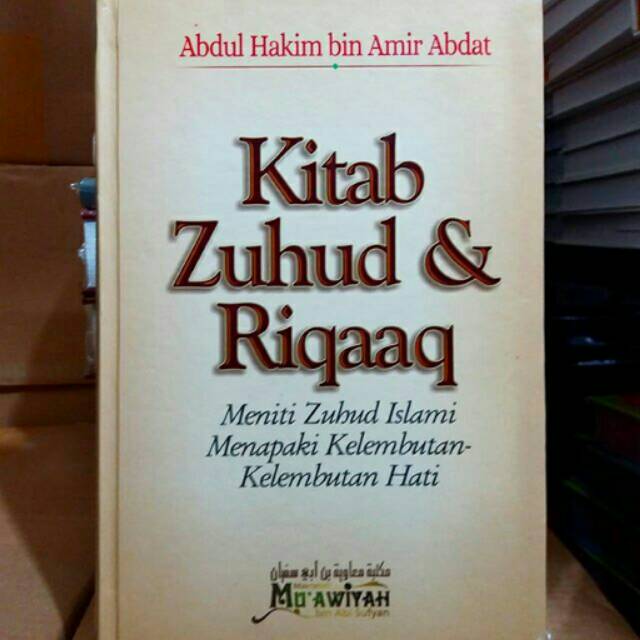 Abdul Hakim bin Amir Abdat
Kitab
Zuhud &
Riqaaq
Meniti Zuhud Islami
Menapaki Kelembutan-
Kelembutan Hati
مكتبة معاوية بن أبي سفيان
Maktabah
MU'AWIYAH
bin Abi Sufyan